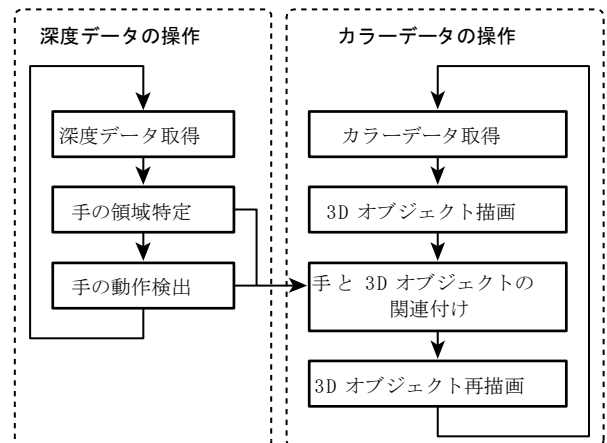 深度データの操作
深度データ取得
手の領域特定
手の動作検出
カラーデータの操作
カラーデータ取得
3D オブジェクト描画
手と 3D オブジェクトの
関連付け
3D オブジェクト再描画